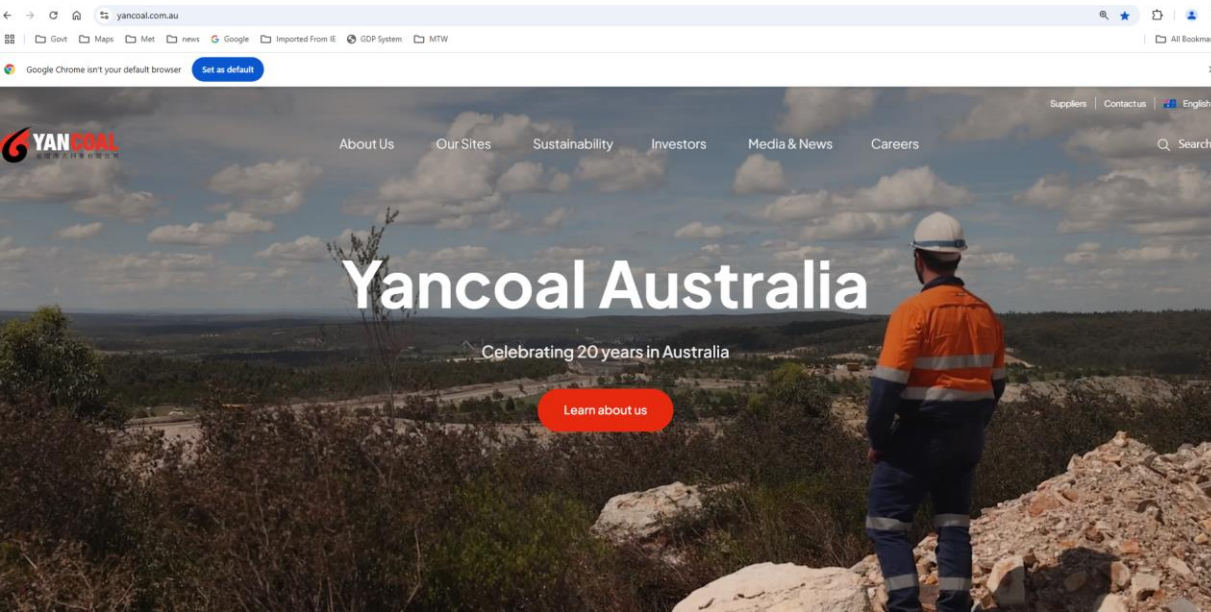 yancoal.com.au
Govt Maps Met news Google Imported From IE GDP System MTW All Bookmar
Google Chrome isn't your default browser Set as default
Suppliers Contact us English
YANCOAL
About Us Our Sites Sustainability Investors Media & News Careers Search
Yancoal Australia
Celebrating 20 years in Australia
Learn about us